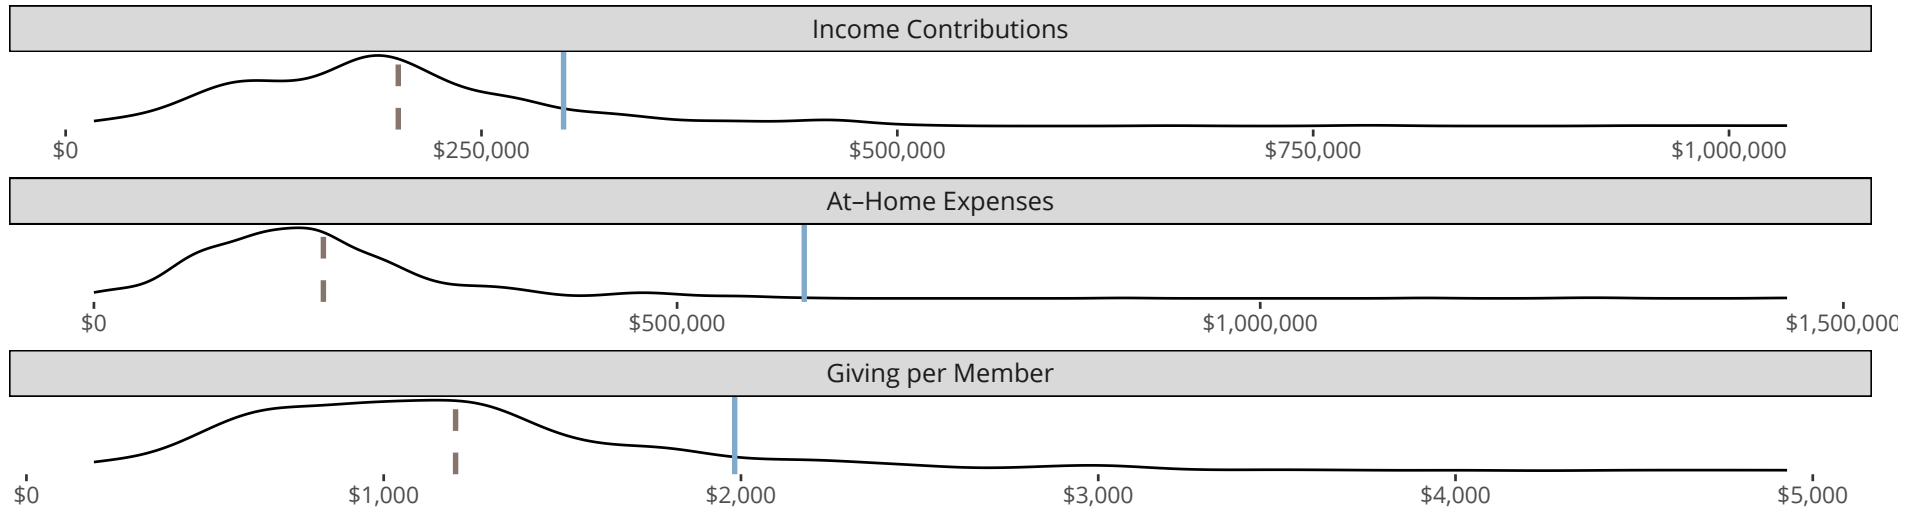 Income Contributions
$0 $250,000 $500,000 $750,000 $1,000,000
At–Home Expenses
$0 $500,000 $1,000,000 $1,500,000
Giving per Member
$0 $1,000 $2,000 $3,000 $4,000 $5,000